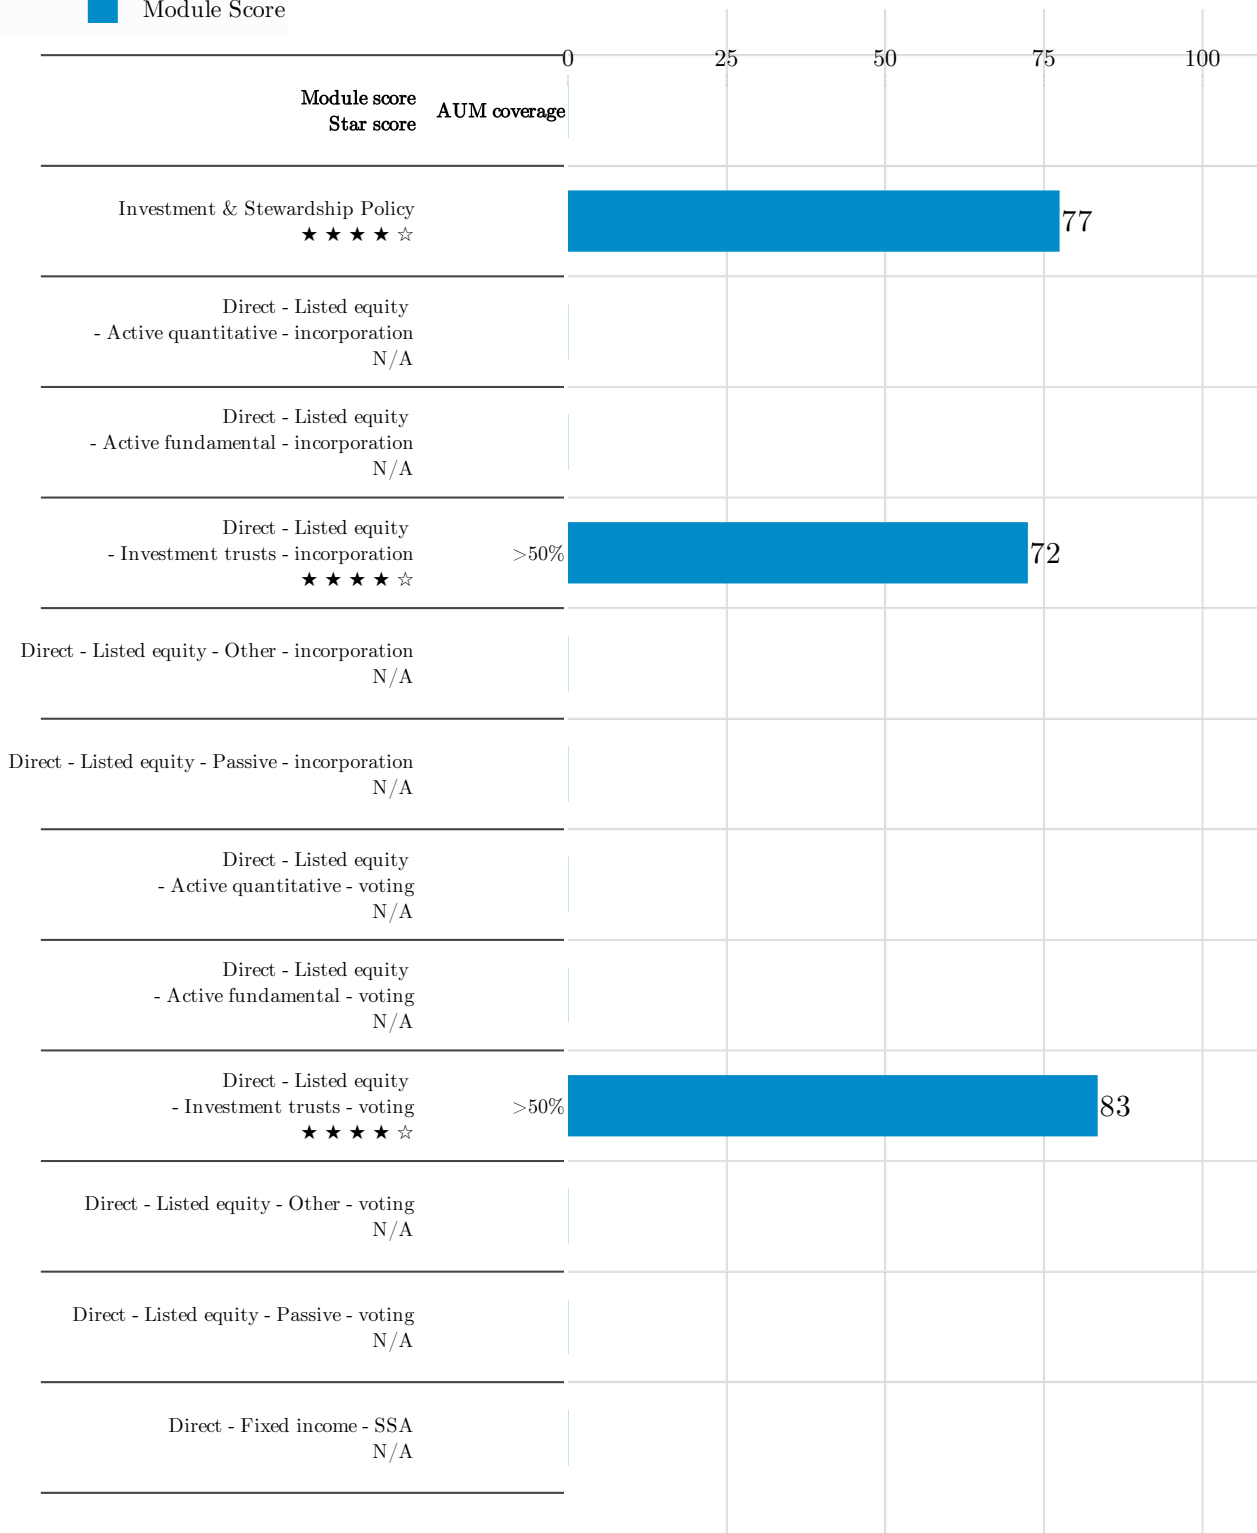 Module Score
0 25 50 75 100
Module score
Star score
AUM coverage
Investment & Stewardship Policy
★ ★ ★ ★ ☆
77
Direct - Listed equity
- Active quantitative - incorporation
N/A
Direct - Listed equity
- Active fundamental - incorporation
N/A
Direct - Listed equity
- Investment trusts - incorporation
★ ★ ★ ★ ☆
>50%
72
Direct - Listed equity - Other - incorporation
N/A
Direct - Listed equity - Passive - incorporation
N/A
Direct - Listed equity
- Active quantitative - voting
N/A
Direct - Listed equity
- Active fundamental - voting
N/A
Direct - Listed equity
- Investment trusts - voting
★ ★ ★ ★ ☆
>50%
83
Direct - Listed equity - Other - voting
N/A
Direct - Listed equity - Passive - voting
N/A
Direct - Fixed income - SSA
N/A